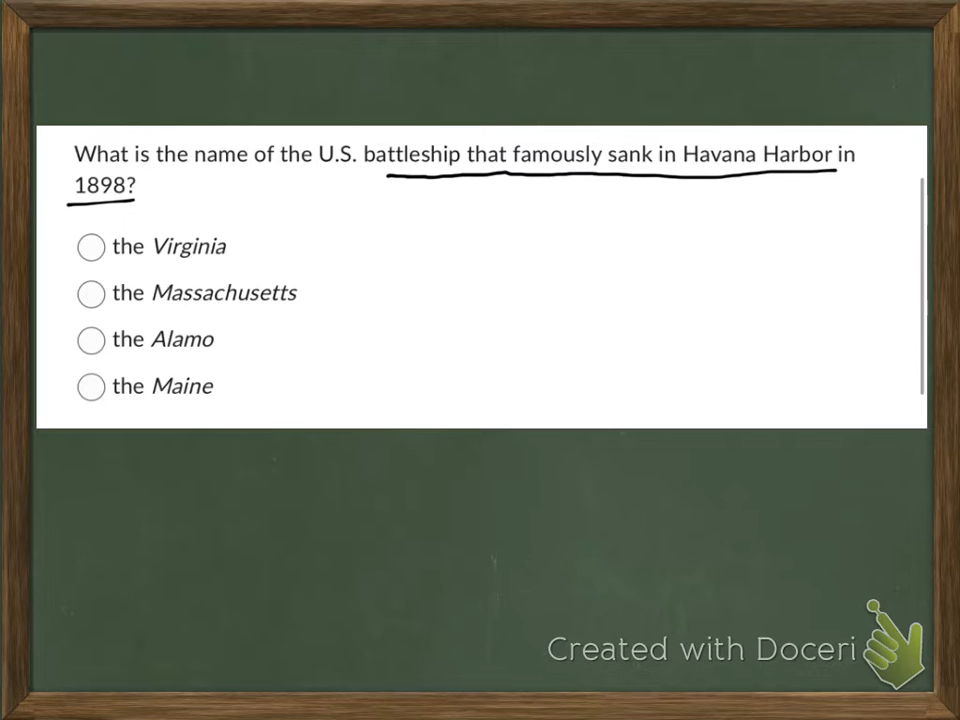 What is the name of the U.S. battleship that famously sank in Havana Harbor in
1898?
the Virginia
the Massachusetts
the Alamo
the Maine
Created with Doceri